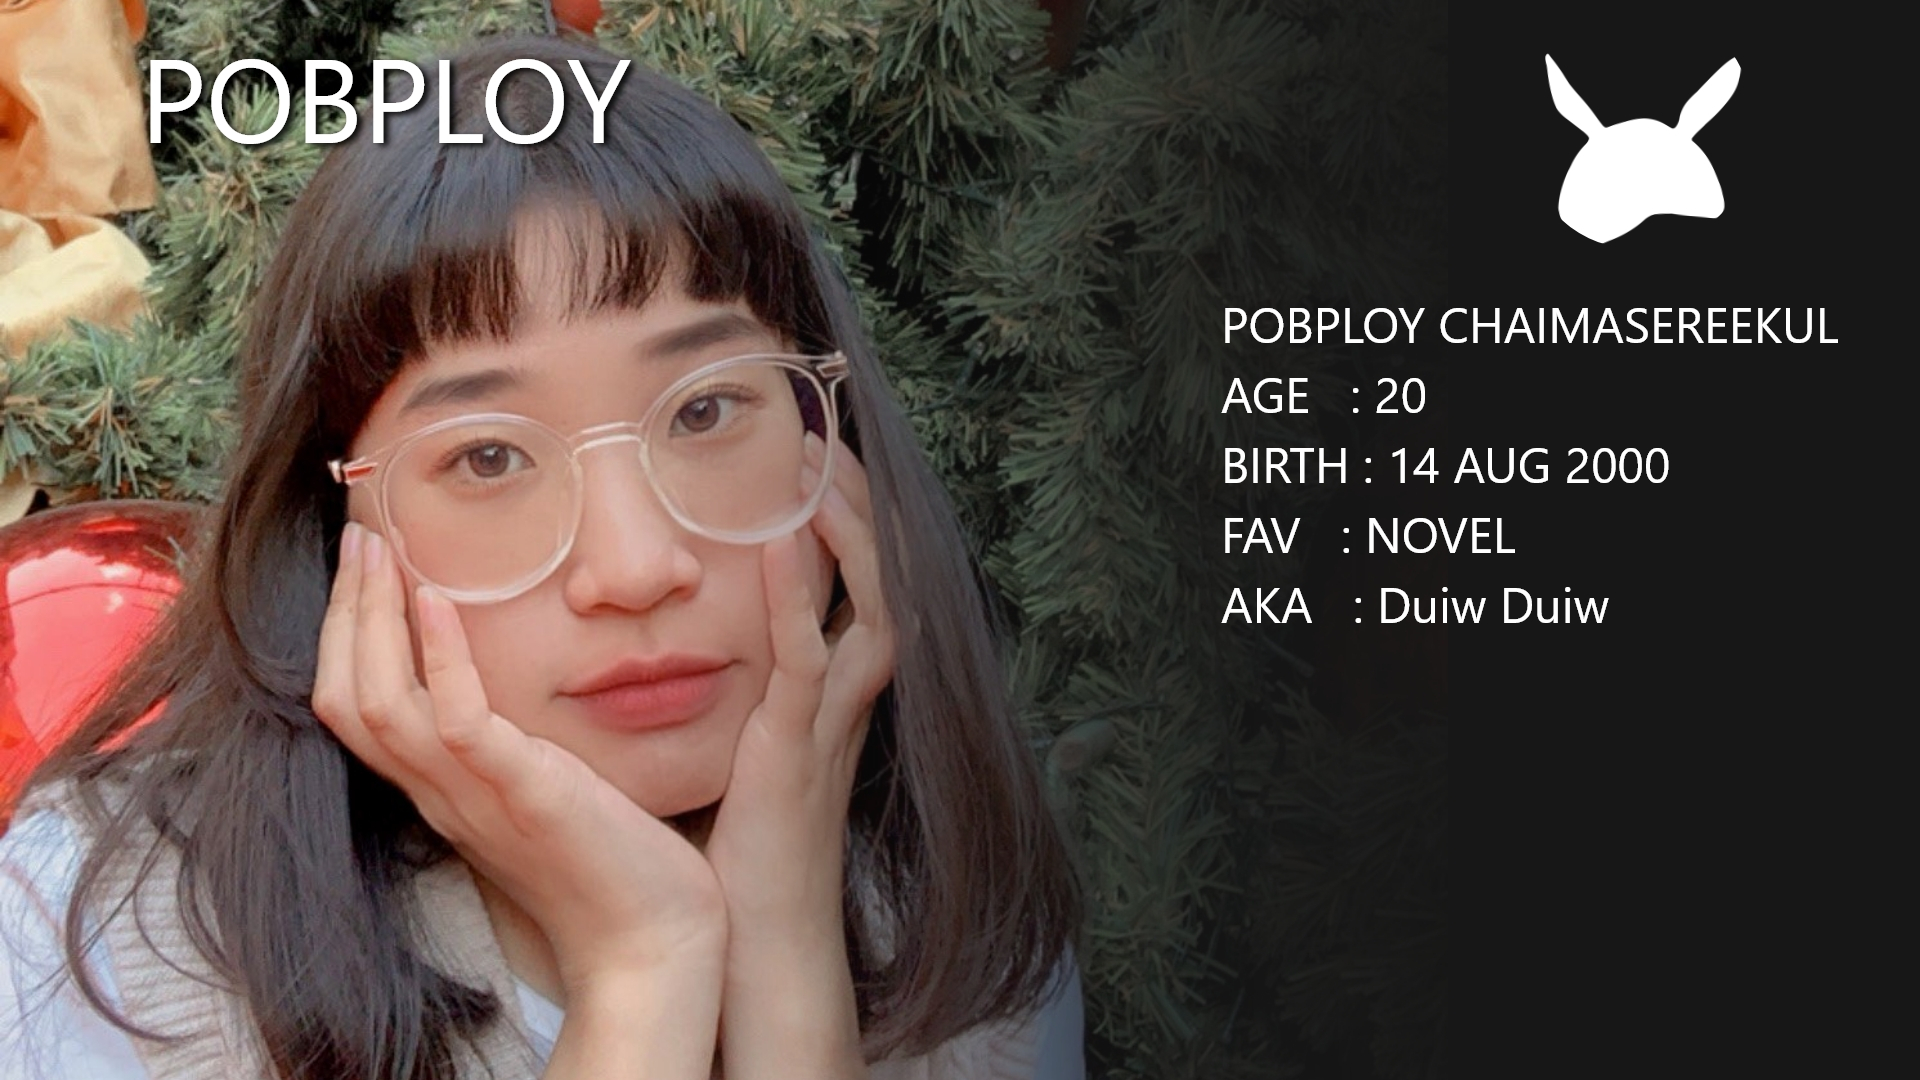 POBPLOY
POBPLOY CHAIMASEREEKUL
AGE : 20
BIRTH : 14 AUG 2000
FAV : NOVEL
AKA : Duiw Duiw